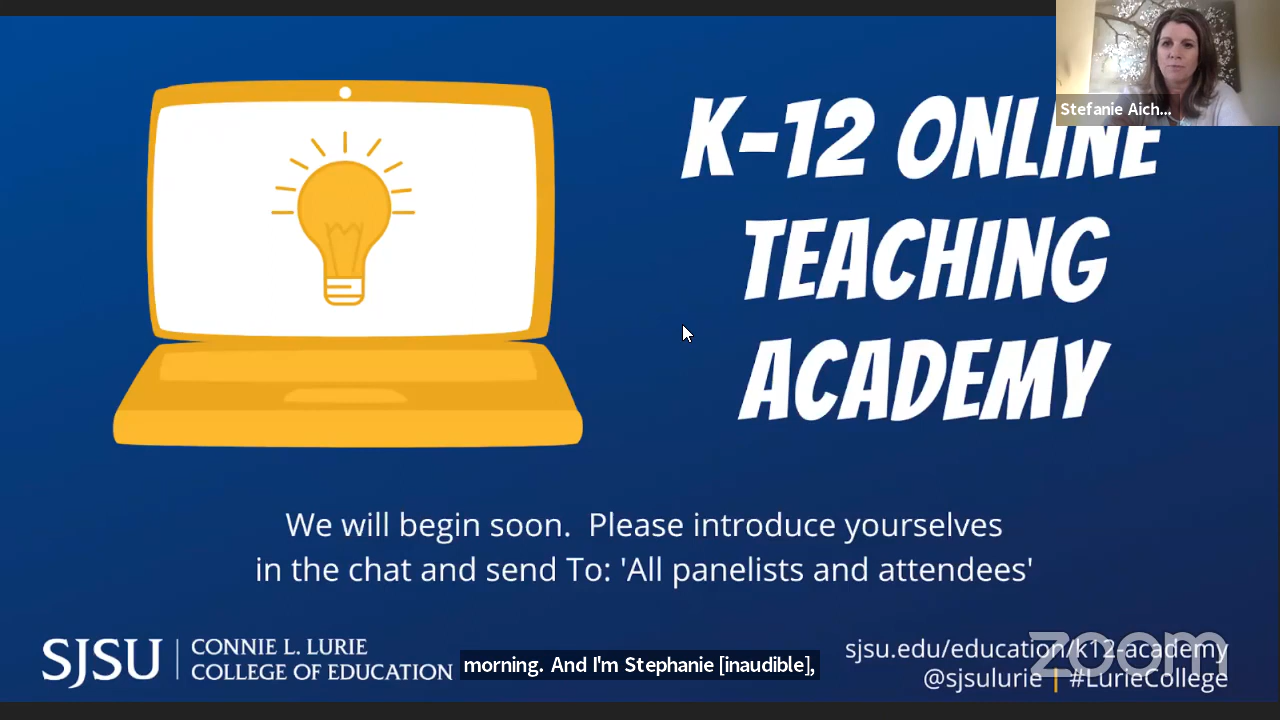 Stefanie Aich...
K-12 ONLINE
TEACHING
ACADEMY
We will begin soon. Please introduce yourselves
in the chat and send To: 'All panelists and attendees'
SJSU
CONNIE L. LURIE
COLLEGE OF EDUCATION
morning. And I'm Stephanie [inaudible],
sjsu.edu/education/k12-academy
@sjsulurie | #LurieCollege
zoom